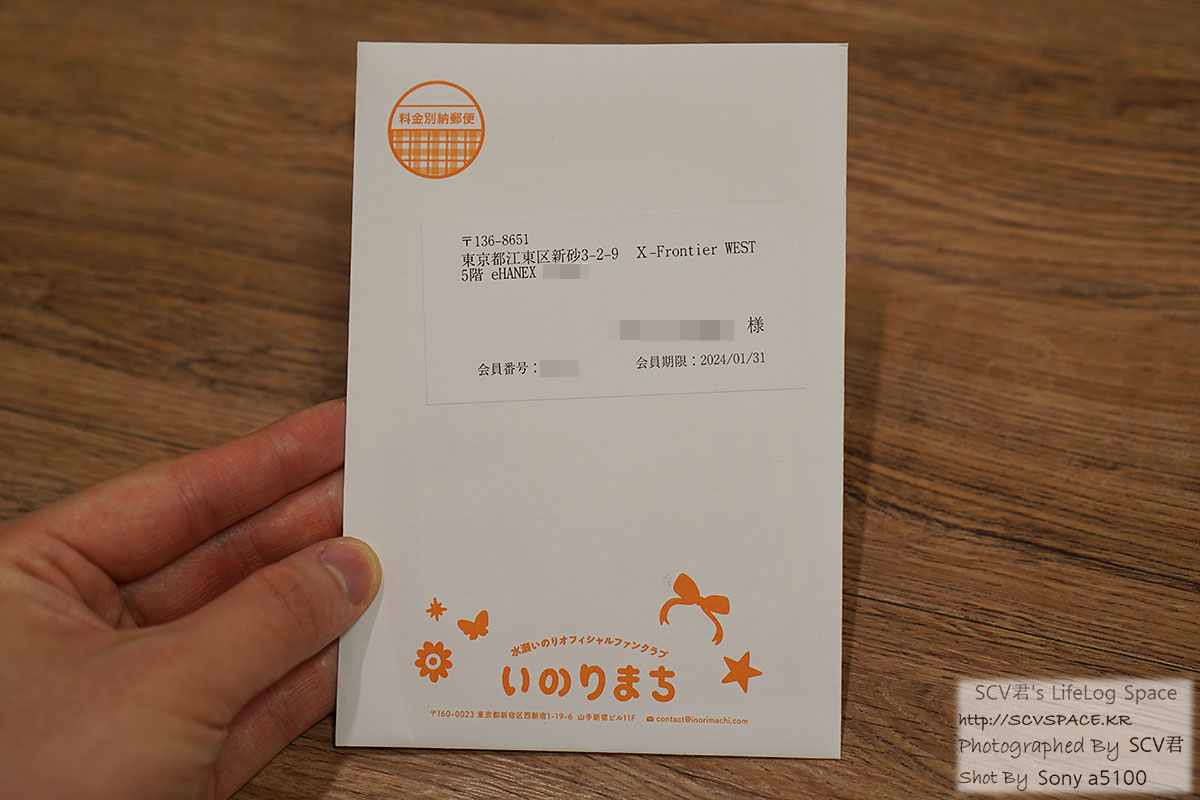 料金別納郵便
〒136-8651
東京都江東区新砂3-2-9 X-Frontier WEST
5階 eHANEX
様
会員番号：
会員期限：2024/01/31
水瀬いのりオフィシャルファンクラブ
いのりまち
〒160-0023 東京都新宿区西新宿1-19-6 山手新宿ビル11F contact@inorimachi.com
SCV君's LifeLog Space
http://SCVSPACE.KR
Photographed By SCV君
Shot By Sony a5100